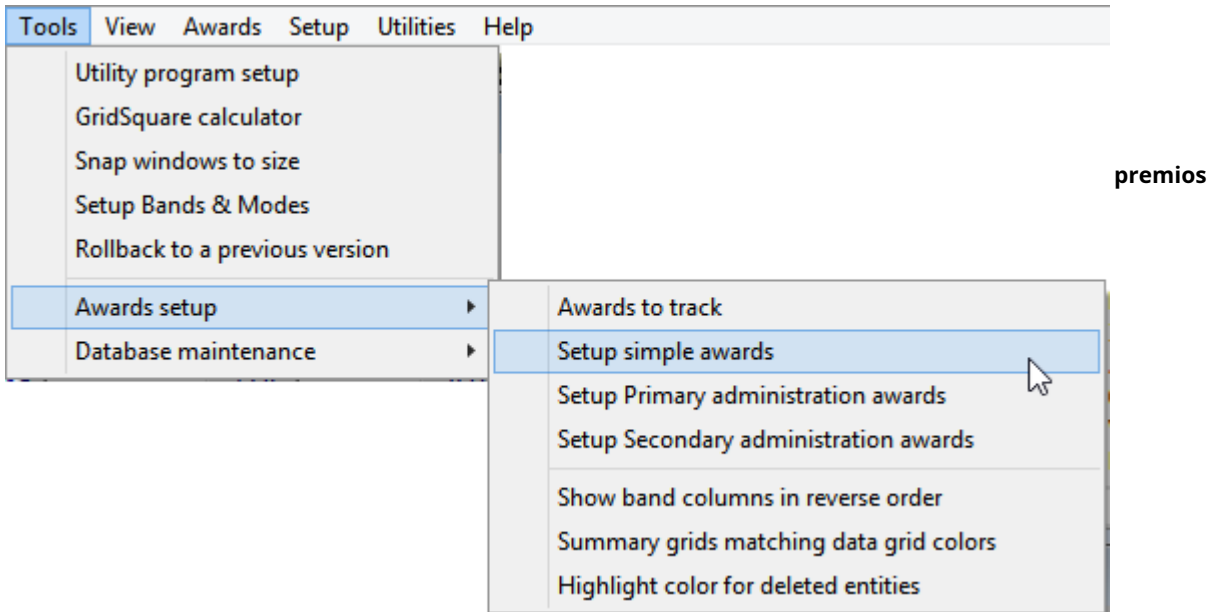 Tools View Awards Setup Utilities Help
Utility program setup
GridSquare calculator
Snap windows to size
premios
Setup Bands & Modes
Rollback to a previous version
Awards setup
Awards to track
Database maintenance
Setup simple awards
Setup Primary administration awards
Setup Secondary administration awards
Show band columns in reverse order
Summary grids matching data grid colors
Highlight color for deleted entities